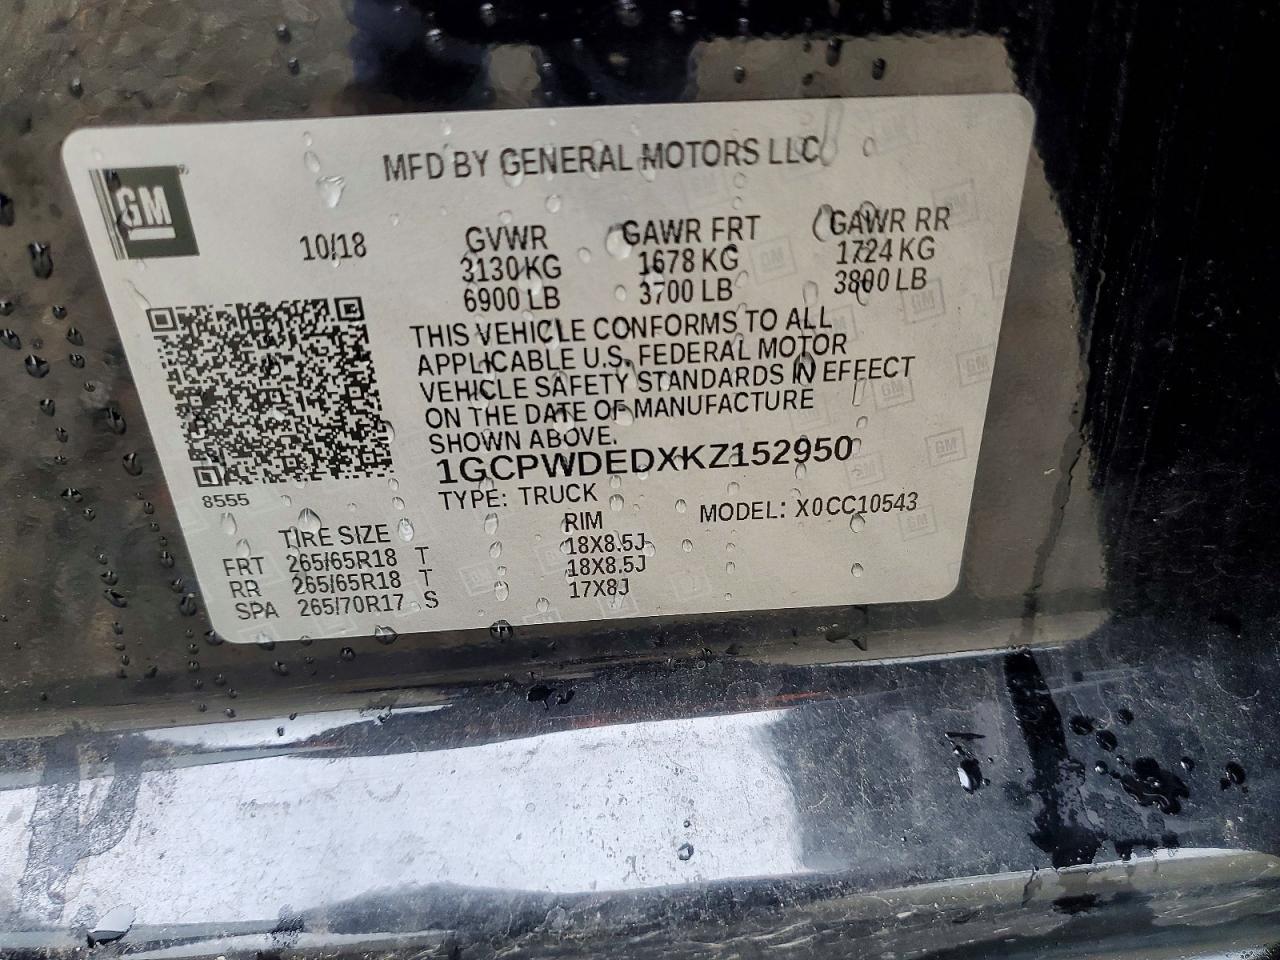 MFD BY GENERAL MOTORS LLC
GM
10/18
GVWR GAWR FRT GAWR RR
3130 KG 1678 KG 1724 KG
6900 LB 3700 LB 3800 LB
THIS VEHICLE CONFORMS TO ALL
APPLICABLE U.S. FEDERAL MOTOR
VEHICLE SAFETY STANDARDS IN EFFECT
ON THE DATE OF MANUFACTURE
SHOWN ABOVE.
1GCPWDEDXKZ152950
8555
TYPE: TRUCK
MODEL: X0CC10543
TIRE SIZE RIM
FRT 265/65R18 T 18X8.5J
RR 265/65R18 T 18X8.5J
SPA 265/70R17 S 17X8J